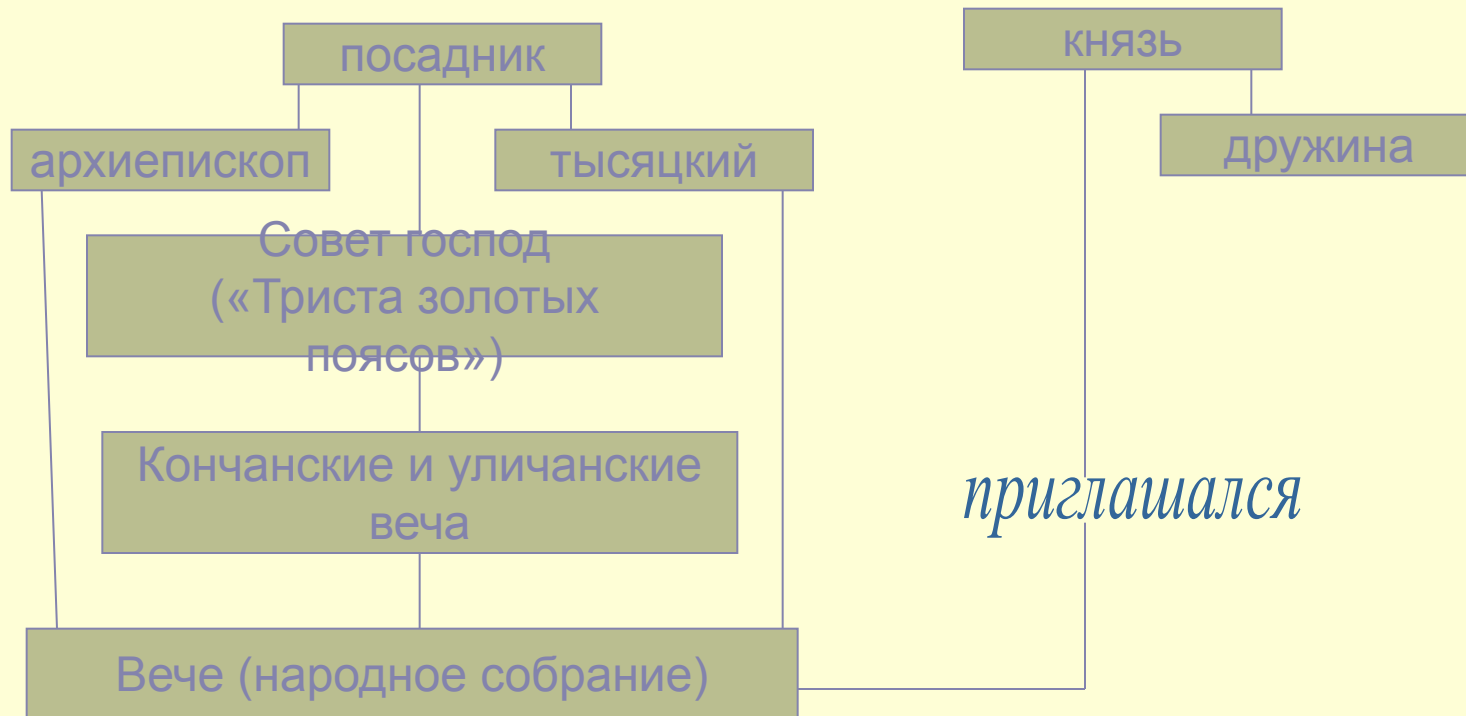 посадник
князь
архиепископ
тысяцкий
дружина
Совет господ
(«Триста золотых
поясов»)
Кончанские и уличанские
веча
приглашался
Вече (народное собрание)